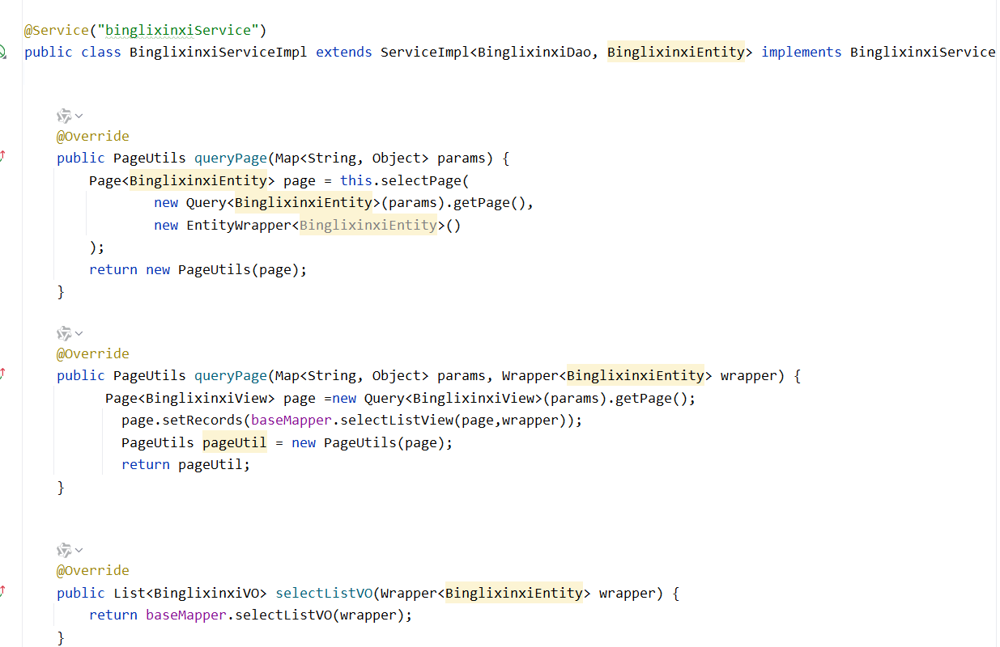 @Service("binglixinxiService")
public class BinglixinxiServiceImpl extends ServiceImpl<BinglixinxiDao, BinglixinxiEntity> implements BinglixinxiService
@Override
public PageUtils queryPage(Map<String, Object> params) {
Page<BinglixinxiEntity> page = this.selectPage(
new Query<BinglixinxiEntity>(params).getPage(),
new EntityWrapper<BinglixinxiEntity>()
);
return new PageUtils(page);
}
@Override
public PageUtils queryPage(Map<String, Object> params, Wrapper<BinglixinxiEntity> wrapper) {
Page<BinglixinxiView> page =new Query<BinglixinxiView>(params).getPage();
page.setRecords(baseMapper.selectListView(page,wrapper));
PageUtils pageUtil = new PageUtils(page);
return pageUtil;
}
@Override
public List<BinglixinxiVO> selectListVO(Wrapper<BinglixinxiEntity> wrapper) {
return baseMapper.selectListVO(wrapper);
}